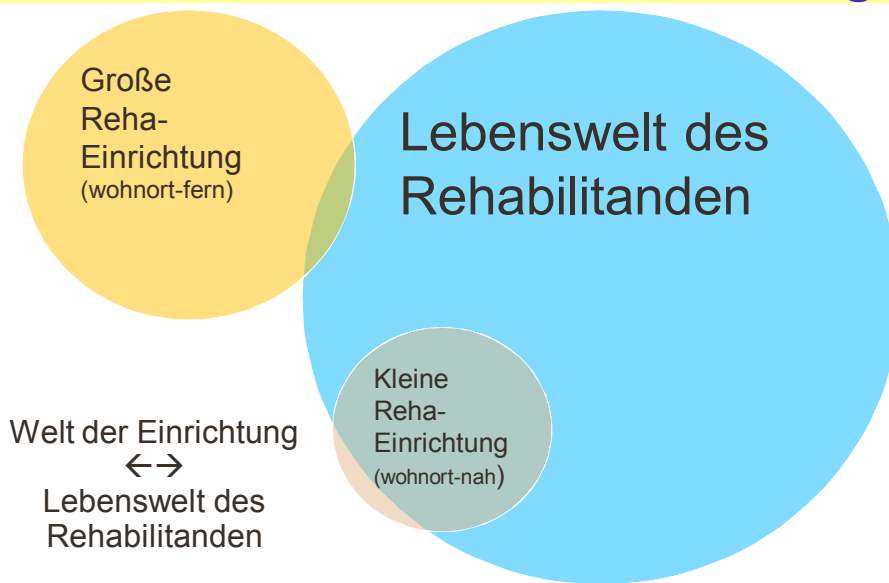 Große
Reha-
Einrichtung
(wohnort-fern)
Lebenswelt des
Rehabilitanden
Kleine
Reha-
Einrichtung
(wohnort-nah)
Welt der Einrichtung
←→
Lebenswelt des
Rehabilitanden